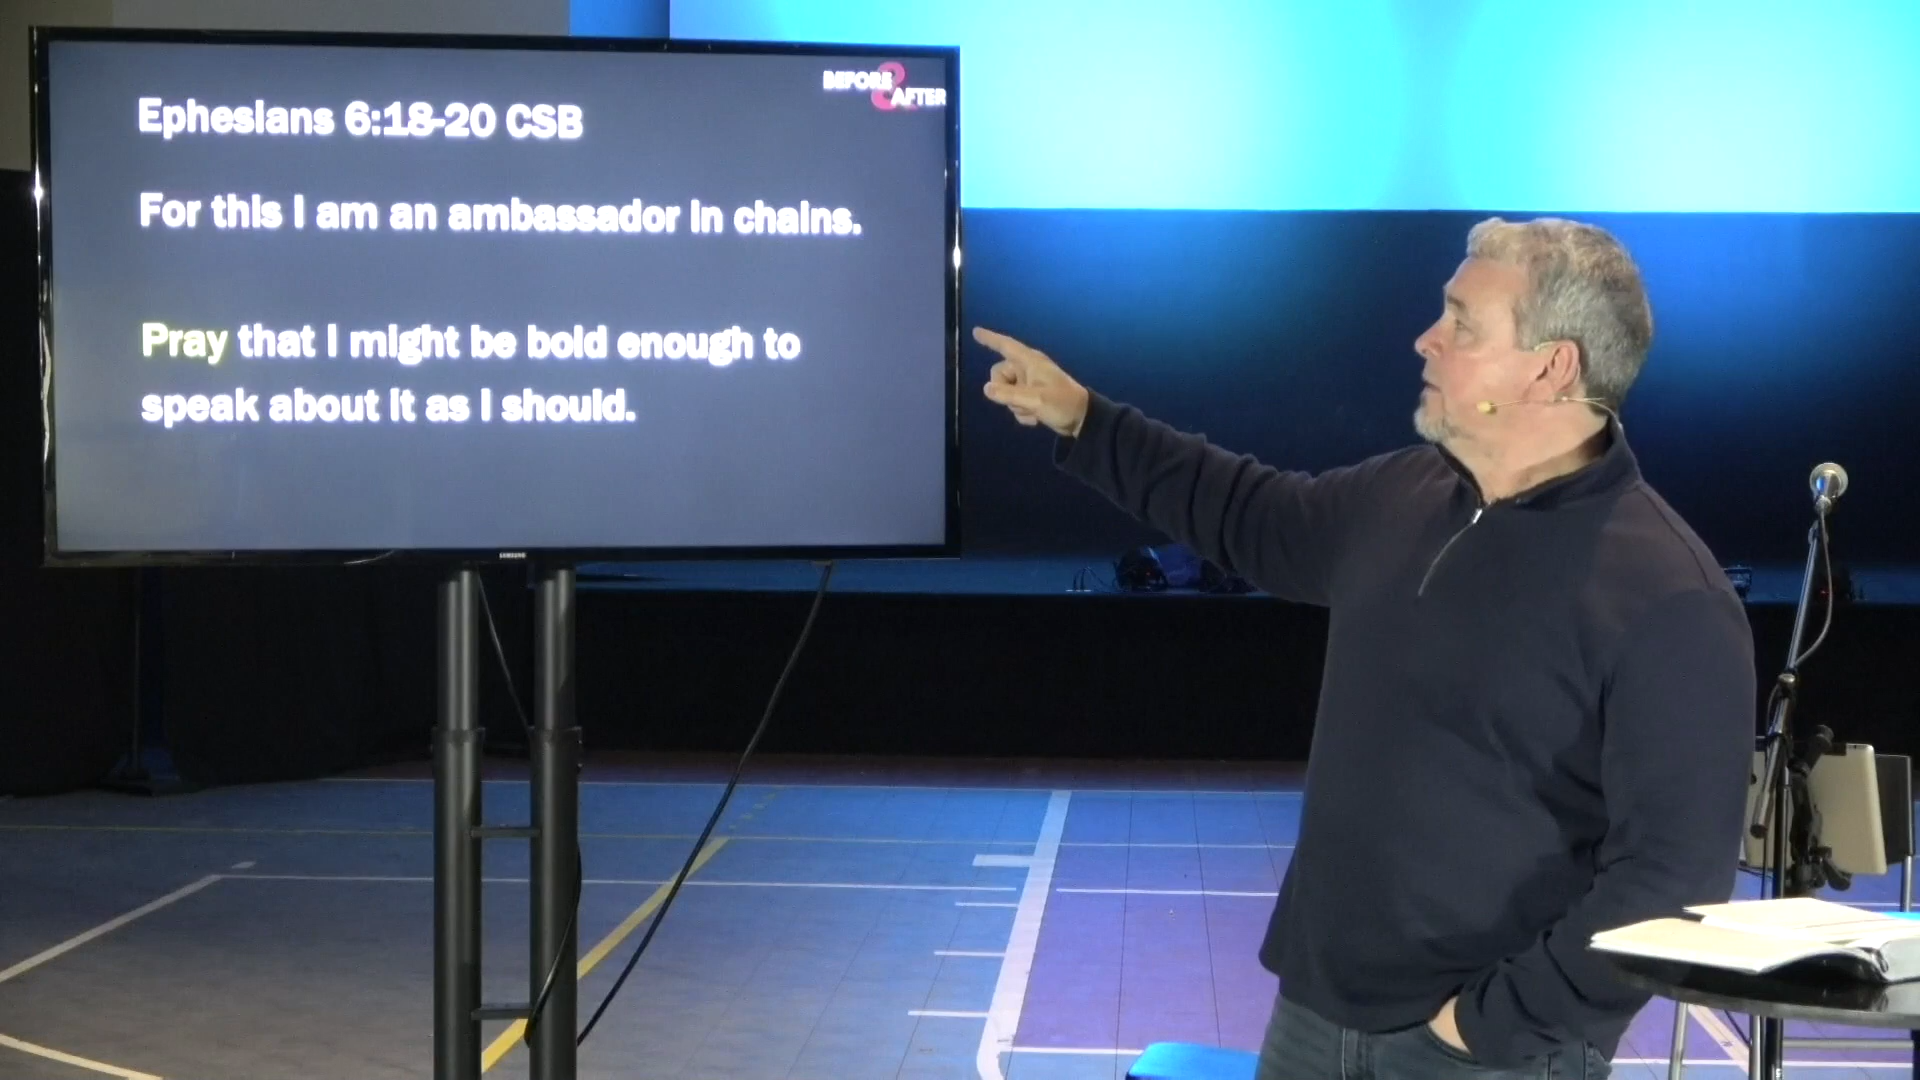 BEFORE
&
AFTER
Ephesians 6:18-20 CSB
For this I am an ambassador in chains.
Pray that I might be bold enough to
speak about it as I should.
SAMSUNG